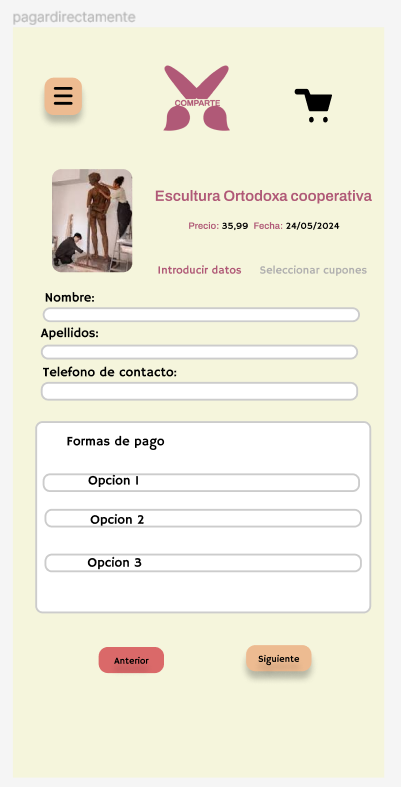 pagardirectamente
COMPARTE
Escultura Ortodoxa cooperativa
Precio: 35,99 Fecha: 24/05/2024
Introducir datos Seleccionar cupones
Nombre:
Apellidos:
Telefono de contacto:
Formas de pago
Opcion 1
Opcion 2
Opcion 3
Anterior Siguiente